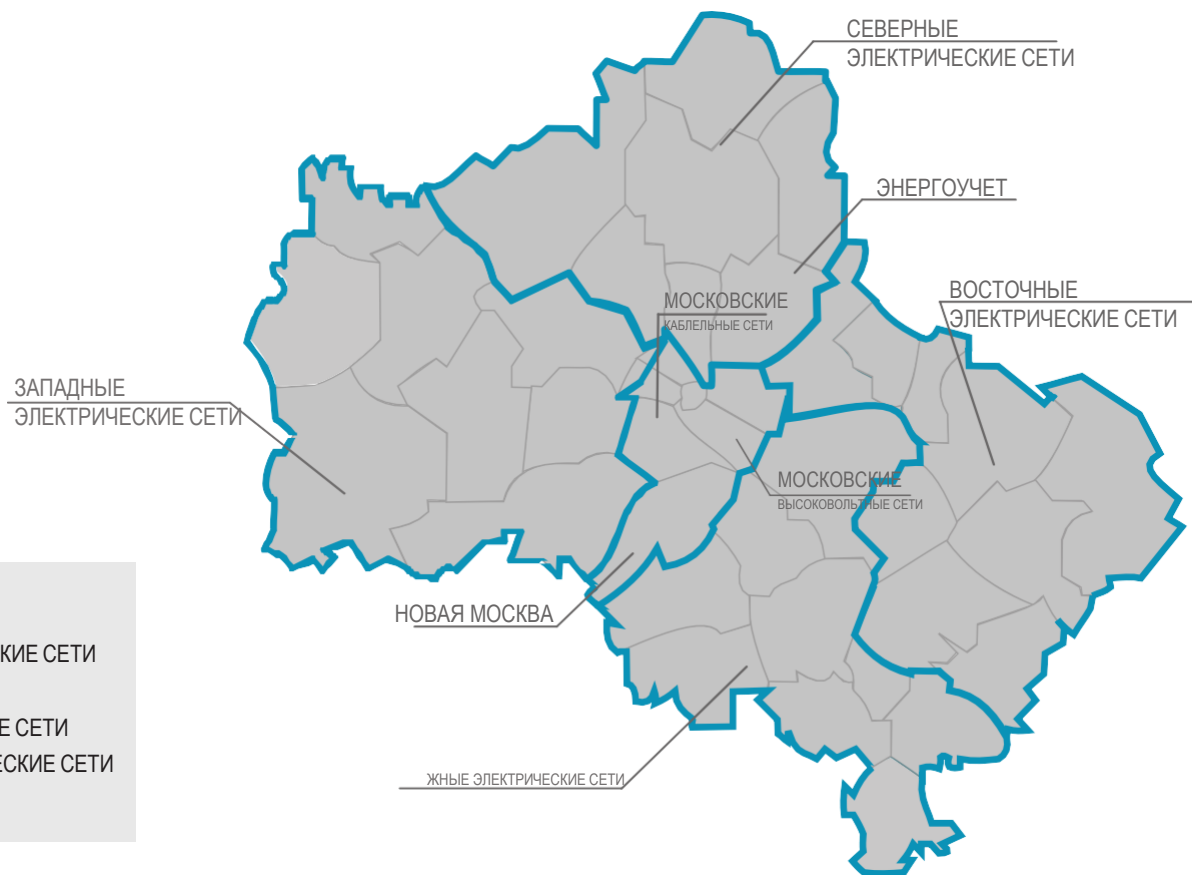 СЕВЕРНЫЕ
ЭЛЕКТРИЧЕСКИЕ СЕТИ
ЭНЕРГОУЧЕТ
ВОСТОЧНЫЕ
ЭЛЕКТРИЧЕСКИЕ СЕТИ
МОСКОВСКИЕ
КАБЛЕЛЬНЫЕ СЕТИ
ЗАПАДНЫЕ
ЭЛЕКТРИЧЕСКИЕ СЕТИ
МОСКОВСКИЕ
ВЫСОКОВОЛЬТНЫЕ СЕТИ
НОВАЯ МОСКВА
КИЕ СЕТИ
Е СЕТИ
ЕСКИЕ СЕТИ
ЖНЫЕ ЭЛЕКТРИЧЕСКИЕ СЕТИ